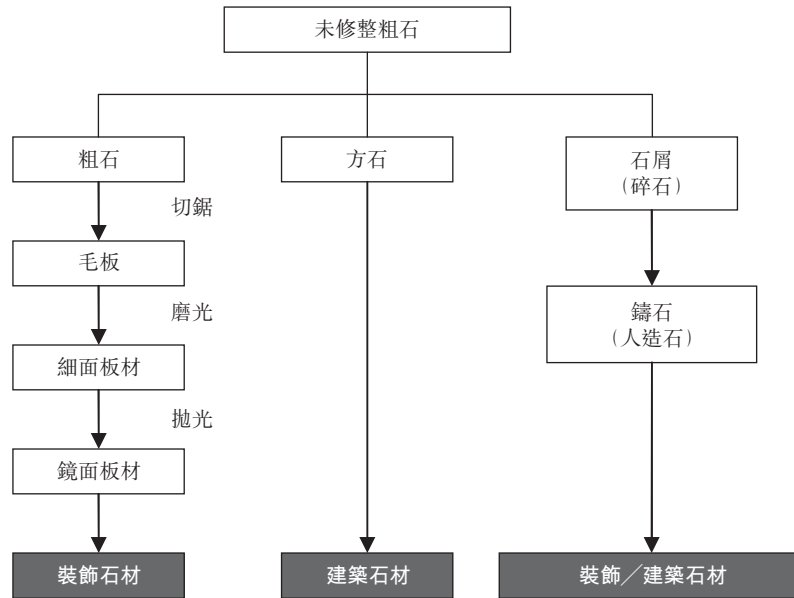 未修整粗石
粗石
方石
石屑
（碎石）
切鋸
毛板
磨光
鑄石
（人造石）
細面板材
拋光
鏡面板材
裝飾石材
建築石材
裝飾／建築石材